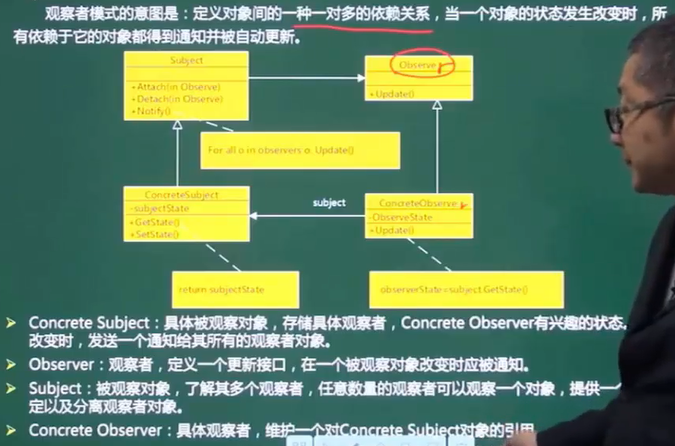 观察者模式的意图是：定义对象间的一种一对多的依赖关系，当一个对象的状态发生改变时，所
有依赖于它的对象都得到通知并被自动更新。
Subject
+Attach(in Observe)
+Detach(in Observe)
+Notify()
Observer
+Update()
For all o in observers o. Update()
ConcreteSubject
-subjectState
+GetState()
+SetState()
subject
ConcreteObserver
-ObserveState
+Update()
return subjectState
observerState=subject.GetState()
Concrete Subject：具体被观察对象，存储具体观察者，Concrete Observer有兴趣的状态。
改变时，发送一个通知给其所有的观察者对象。
Observer：观察者，定义一个更新接口，在一个被观察对象改变时应被通知。
Subject：被观察对象，了解其多个观察者，任意数量的观察者可以观察一个对象，提供一
定以及分离观察者对象。
Concrete Observer：具体观察者，维护一个对Concrete Subject对象的引用